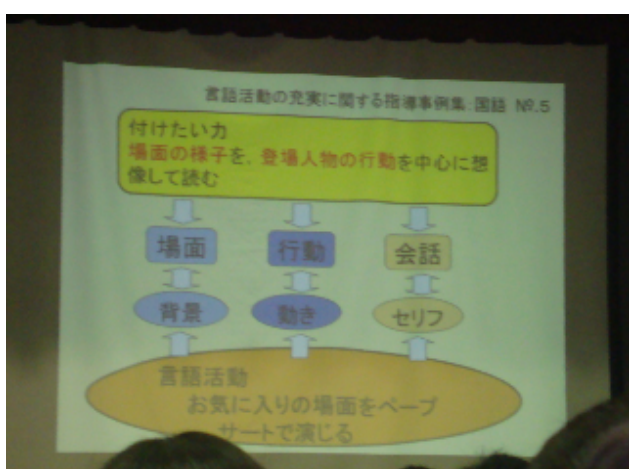 言語活動の充実に関する指導事例集:国語 №.5
付けたい力
場面の様子を、登場人物の行動を中心に想
像して読む
場面 行動 会話
背景 動き セリフ
言語活動
お気に入りの場面をペープ
サートで演じる